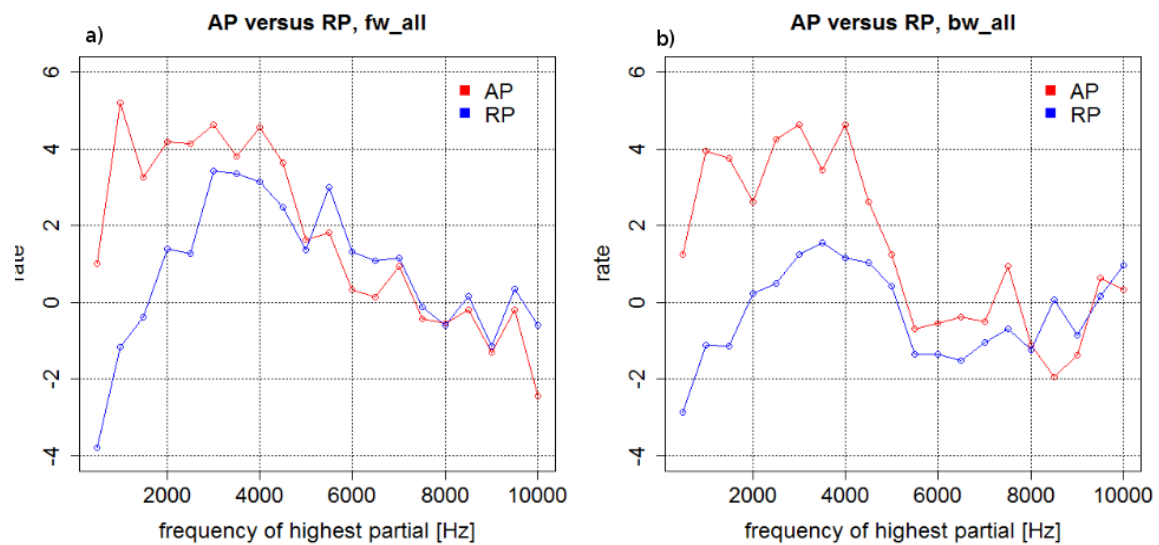 AP versus RP, fw_all
a)
AP
RP
6
4
2
0
-2
-4
rate
2000 4000 6000 8000 10000
frequency of highest partial [Hz]
AP versus RP, bw_all
b)
AP
RP
6
4
2
0
-2
-4
rate
2000 4000 6000 8000 10000
frequency of highest partial [Hz]